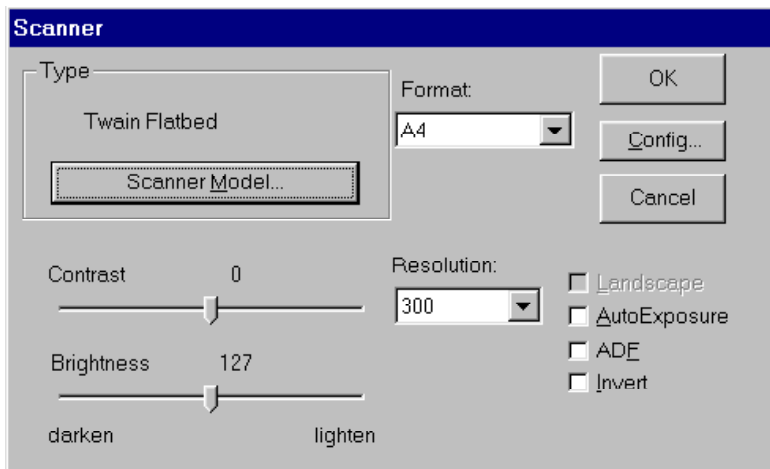 Scanner
Type
Twain Flatbed
Scanner Model...
Format:
A4
OK
Config...
Cancel
Contrast 0
Brightness 127
darken lighten
Resolution:
300
Landscape
AutoExposure
ADF
Invert